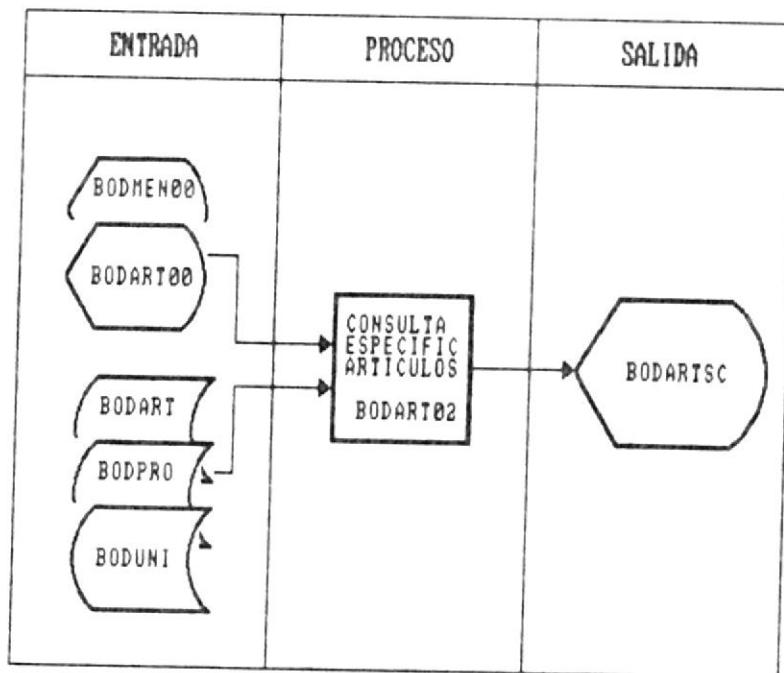 ENTRADA
PROCESO
SALIDA
BODMEN00
BODART00
BODART
BODPRO
BODUNI
CONSULTA
ESPECIFIC
ARTICULOS
BODART02
BODARTSC